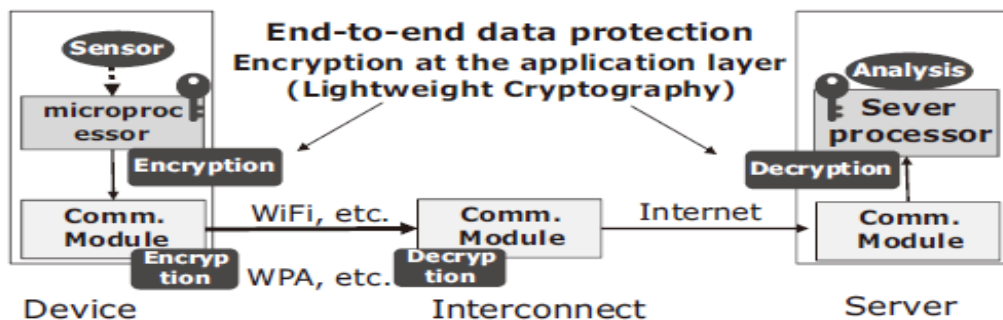 Sensor
microproc
essor
Encryption
Comm.
Module
Encryp
tion
Device
End-to-end data protection
Encryption at the application layer
(Lightweight Cryptography)
WiFi, etc.
WPA, etc.
Comm.
Module
Decryp
tion
Interconnect
Internet
Analysis
Sever
processor
Decryption
Comm.
Module
Server